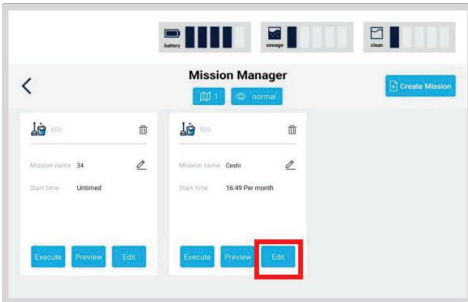 battery
sewage
clean
Mission Manager
1
normal
Create Mission
Mission name 34
Start time Untimed
Execute
Preview
Edit
Mission name Ceshi
Start time 16:49 Per month
Execute
Preview
Edit